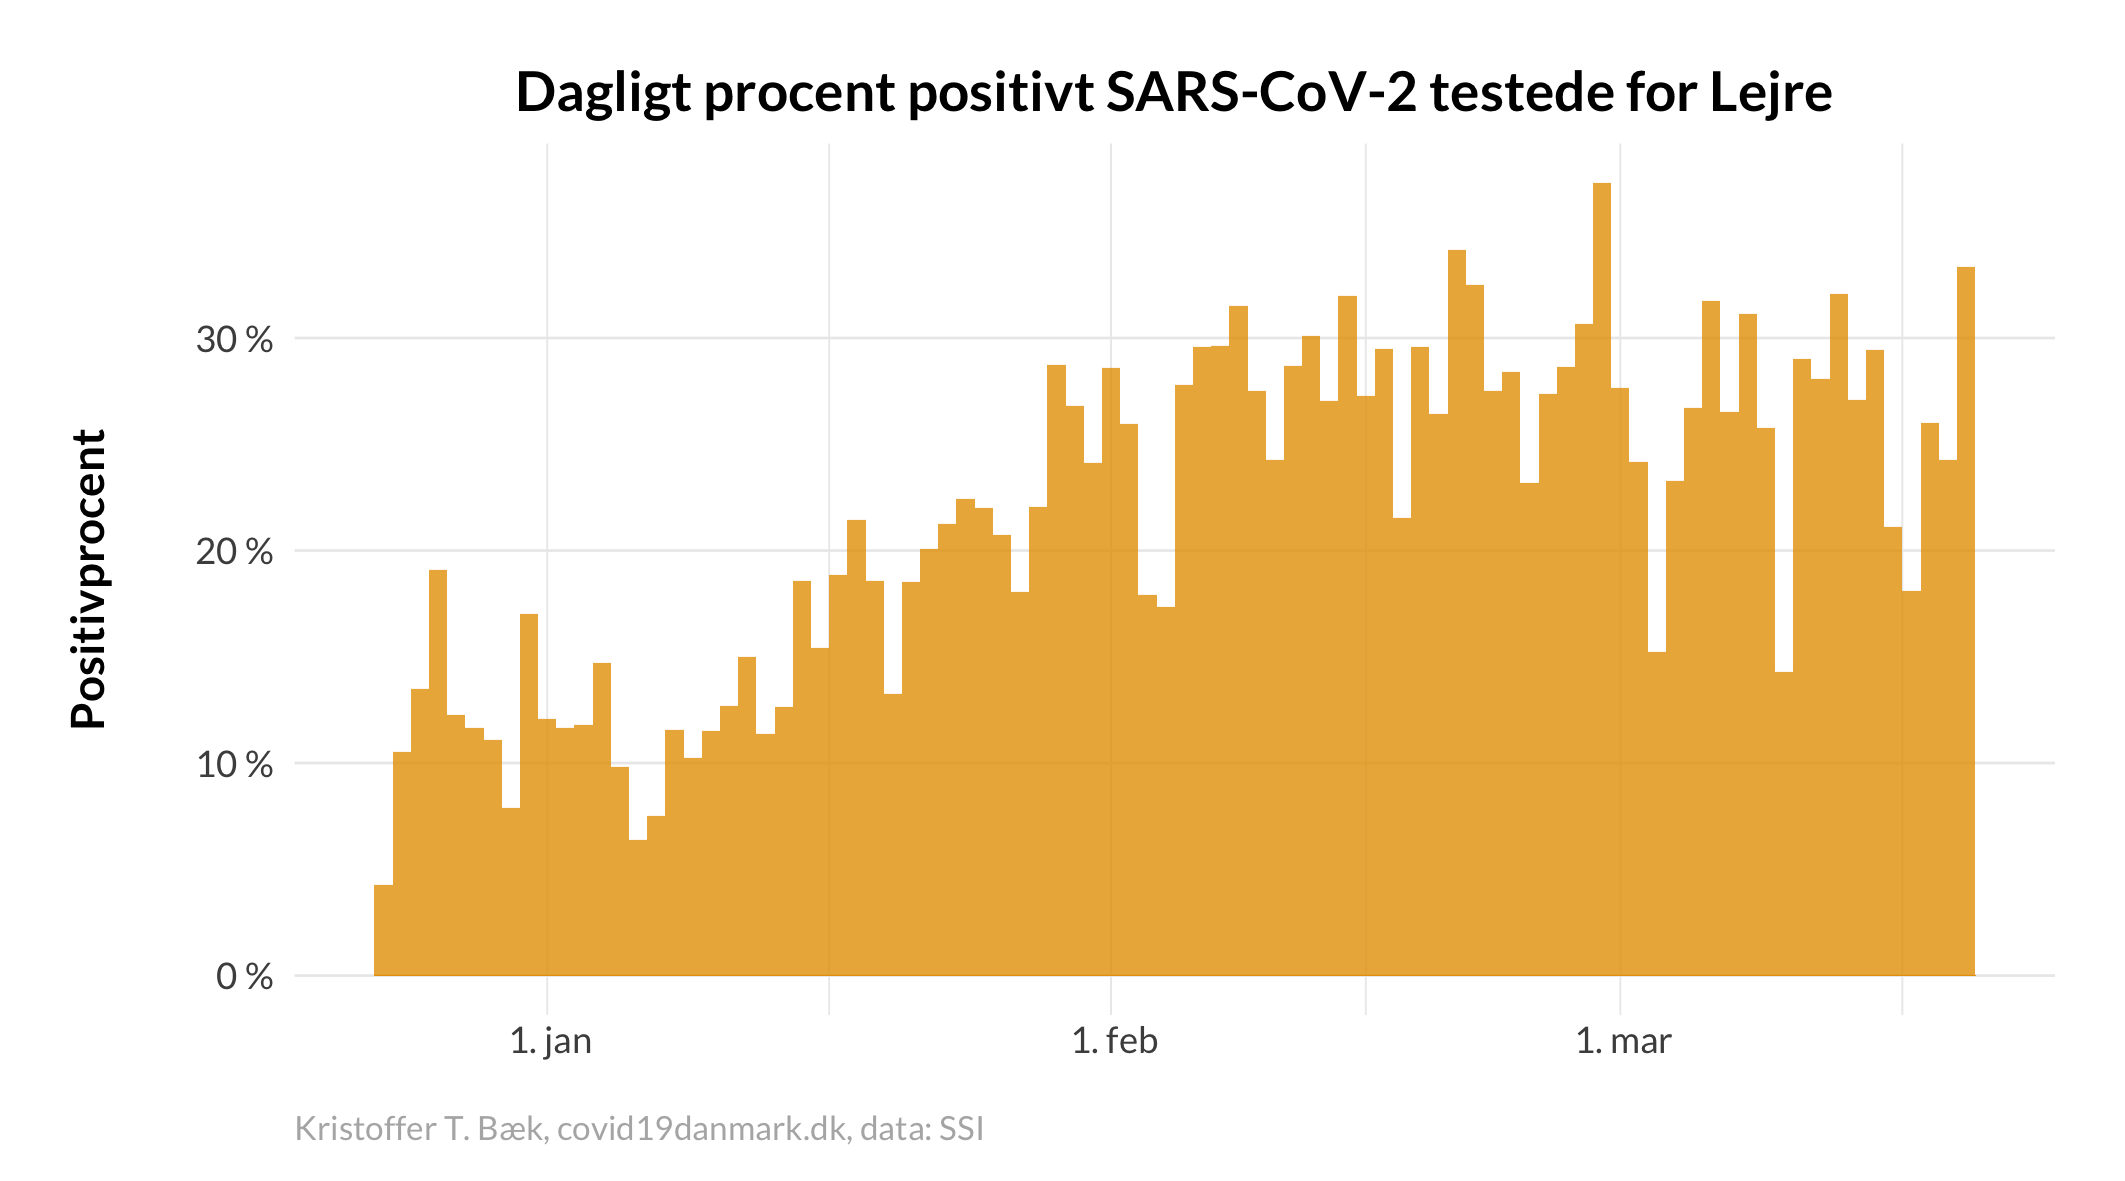 Dagligt procent positivt SARS-CoV-2 testede for Lejre
Positivprocent
30 %
20 %
10 %
0 %
1. jan
1. feb
1. mar
Kristoffer T. Bæk, covid19danmark.dk, data: SSI